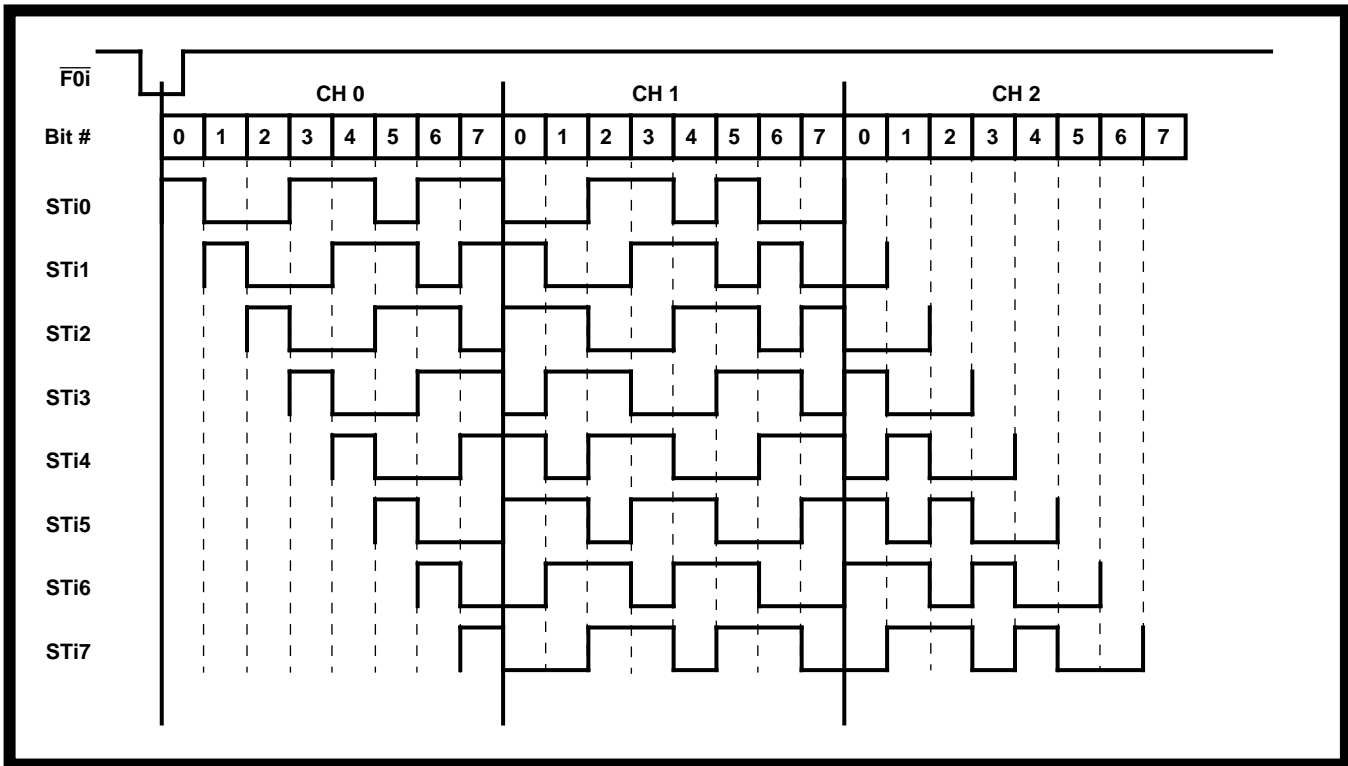 F0i
CH 0 CH 1 CH 2
Bit # 0 1 2 3 4 5 6 7 0 1 2 3 4 5 6 7 0 1 2 3 4 5 6 7
STi0
STi1
STi2
STi3
STi4
STi5
STi6
STi7